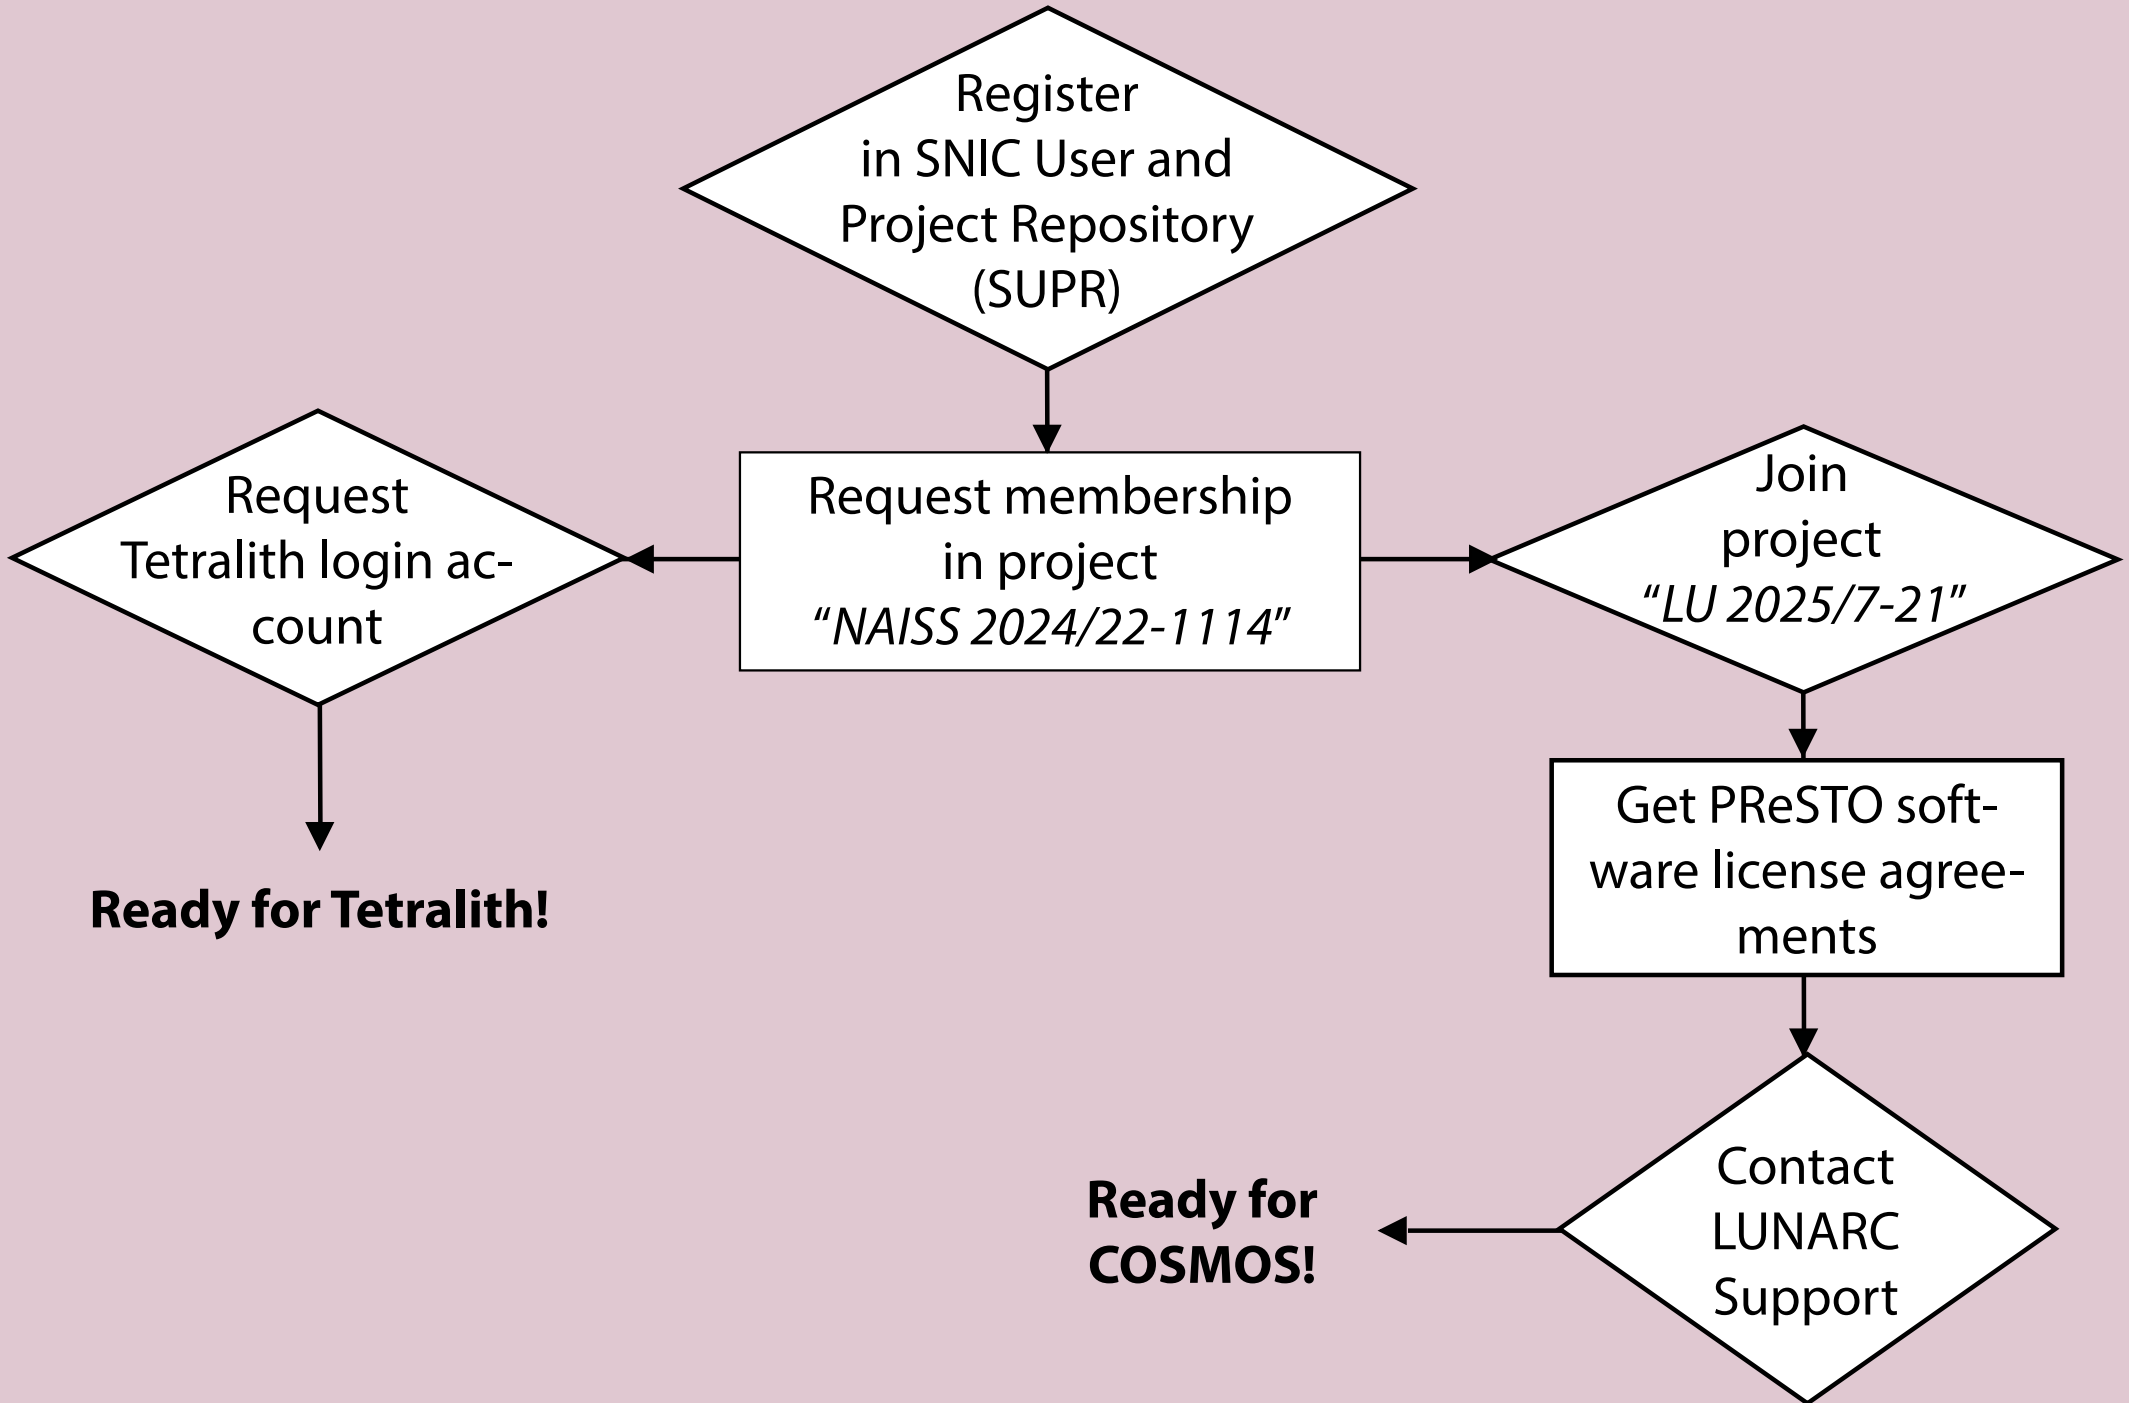 Register
in SNIC User and
Project Repository
(SUPR)
Request
Tetralith login ac-
count
Request membership
in project
“NAISS 2024/22-1114”
Join
project
“LU 2025/7-21”
Ready for Tetralith!
Get PReSTO soft-
ware license agree-
ments
Contact
LUNARC
Support
Ready for
COSMOS!